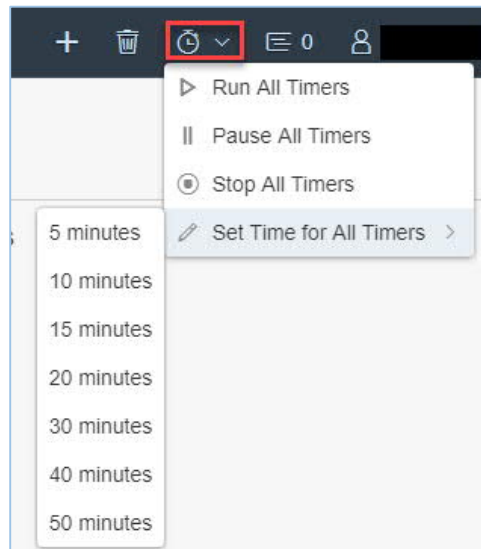 0
Run All Timers
Pause All Timers
Stop All Timers
Set Time for All Timers
5 minutes
10 minutes
15 minutes
20 minutes
30 minutes
40 minutes
50 minutes